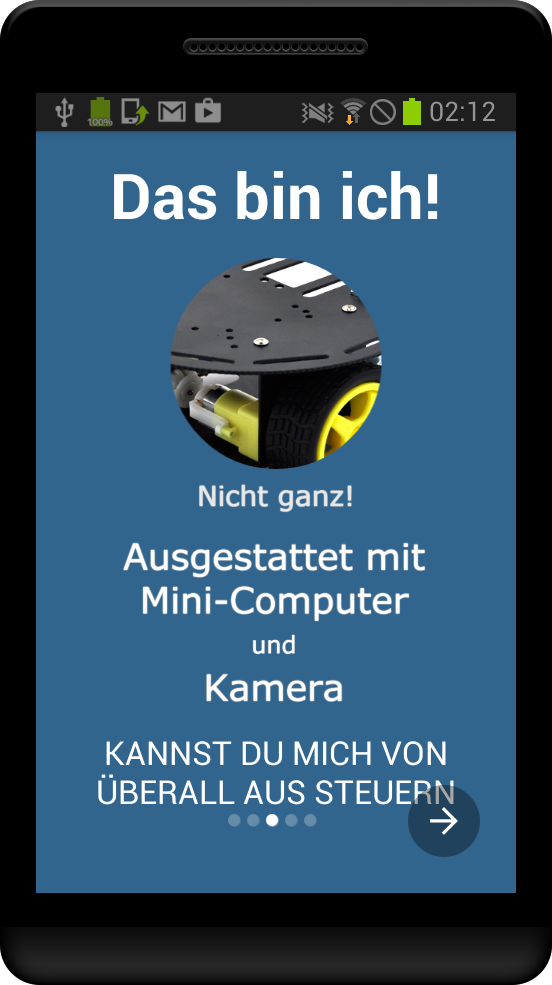 100%
02:12
Das bin ich!
Nicht ganz!
Ausgestattet mit
Mini-Computer
und
Kamera
KANNST DU MICH VON
ÜBERALL AUS STEUERN